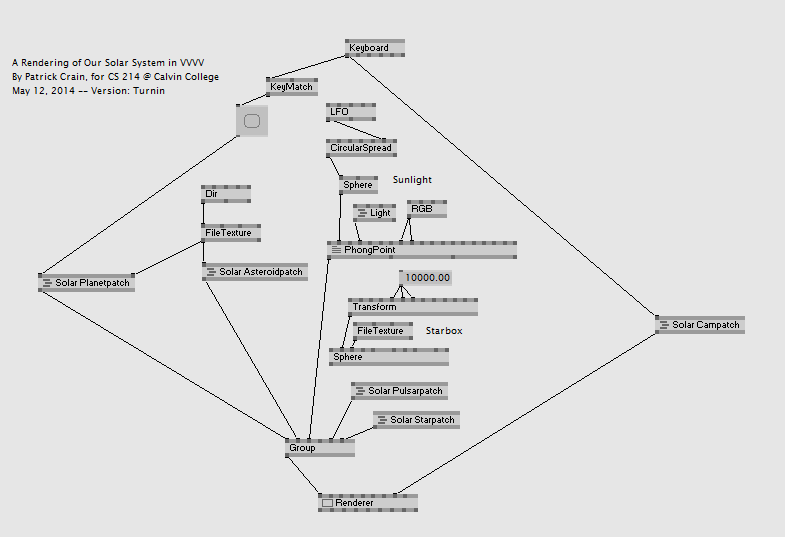 Keyboard
A Rendering of Our Solar System in VVVV
By Patrick Crain, for CS 214 @ Calvin College
May 12, 2014 -- Version: Turnin
KeyMatch
LFO
CircularSpread
Sphere
Sunlight
Dir
Light
RGB
FileTexture
PhongPoint
Solar Asteroidpatch
10000.00
Solar Planetpatch
Transform
Solar Campatch
FileTexture
Starbox
Sphere
Solar Pulsarpatch
Solar Starpatch
Group
Renderer